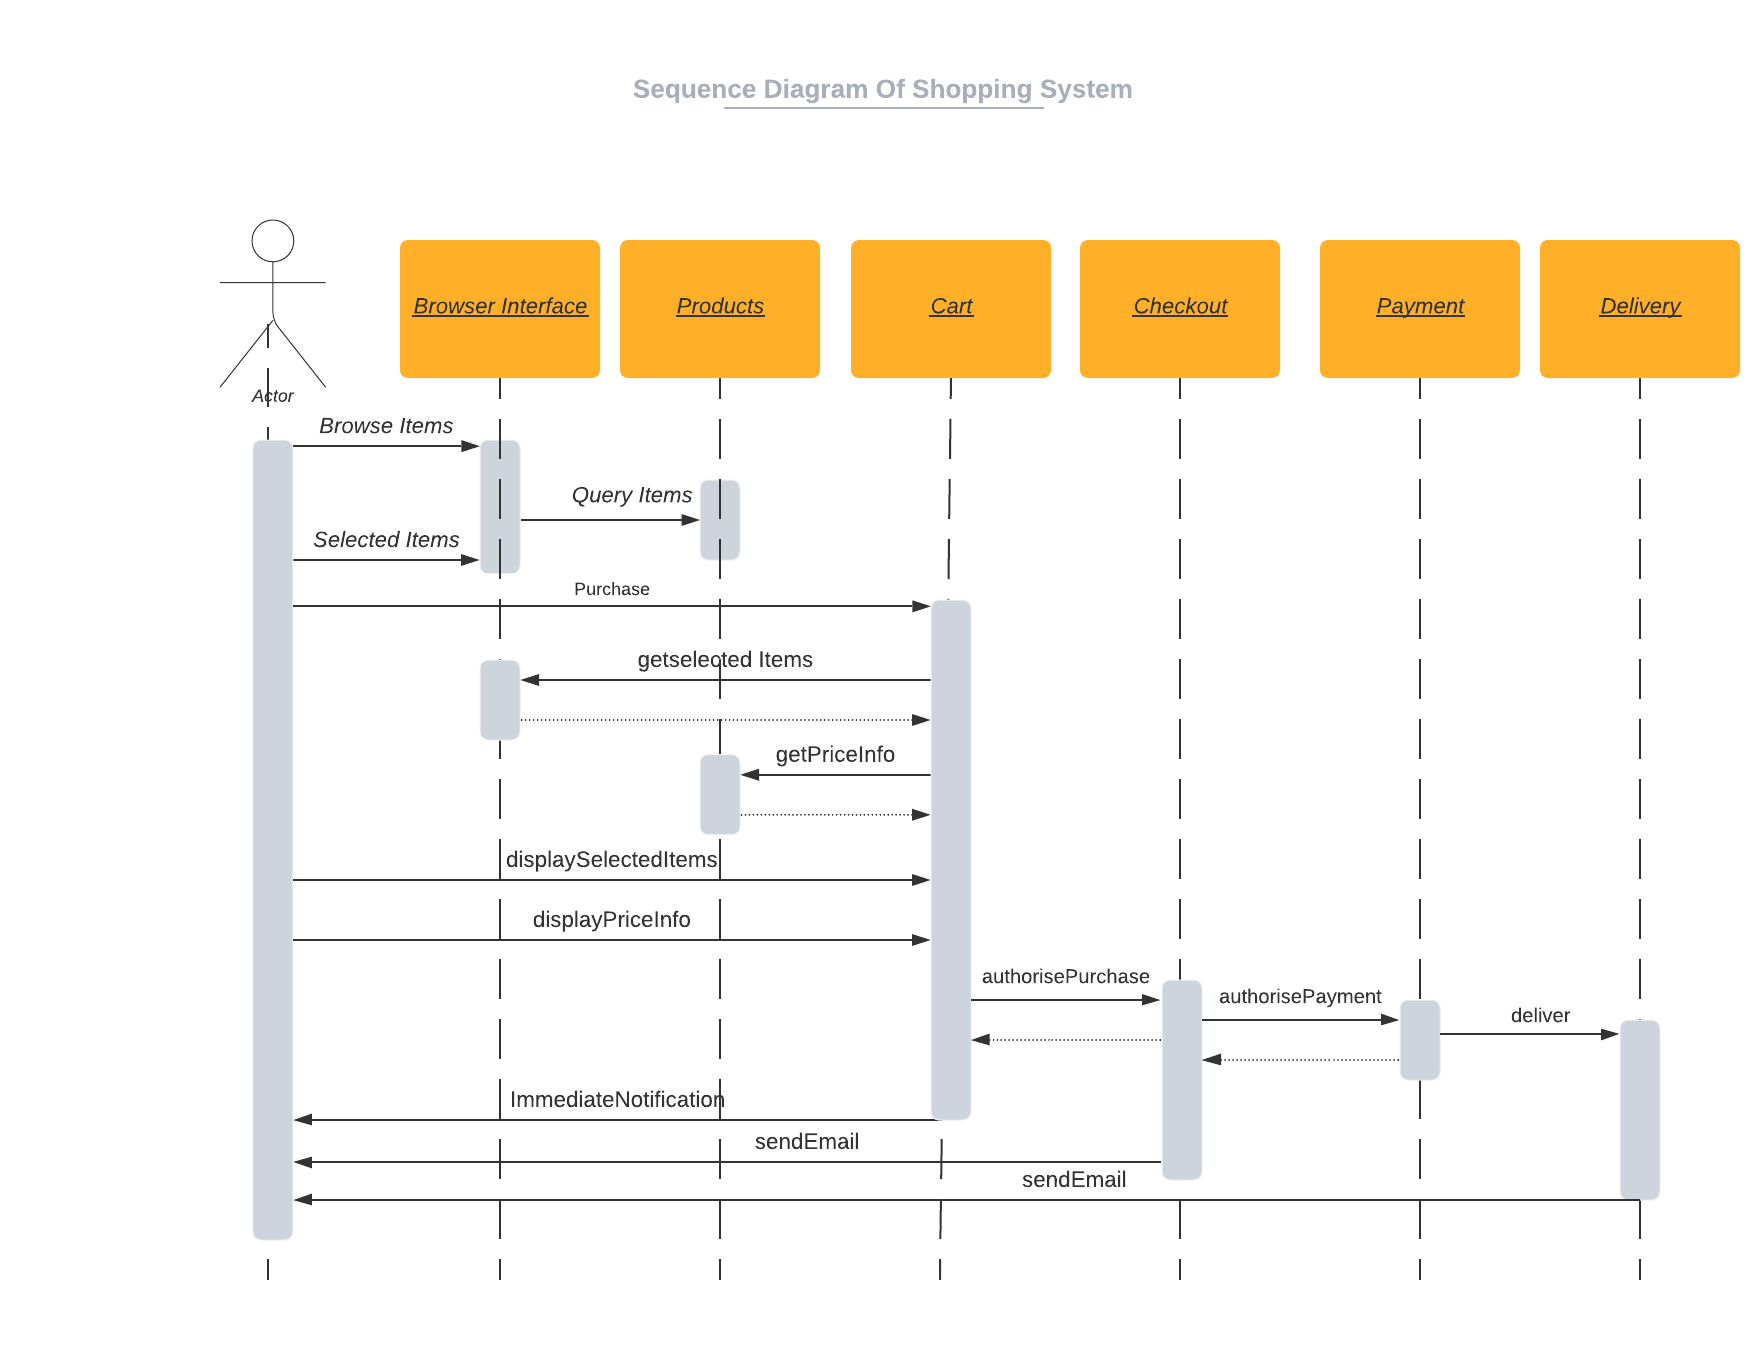 Sequence Diagram Of Shopping System
Browser Interface
Products
Cart
Checkout
Payment
Delivery
Actor
Browse Items
Query Items
Selected Items
Purchase
getselected Items
getPriceInfo
displaySelectedItems
displayPriceInfo
authorisePurchase
authorisePayment
deliver
ImmediateNotification
sendEmail
sendEmail